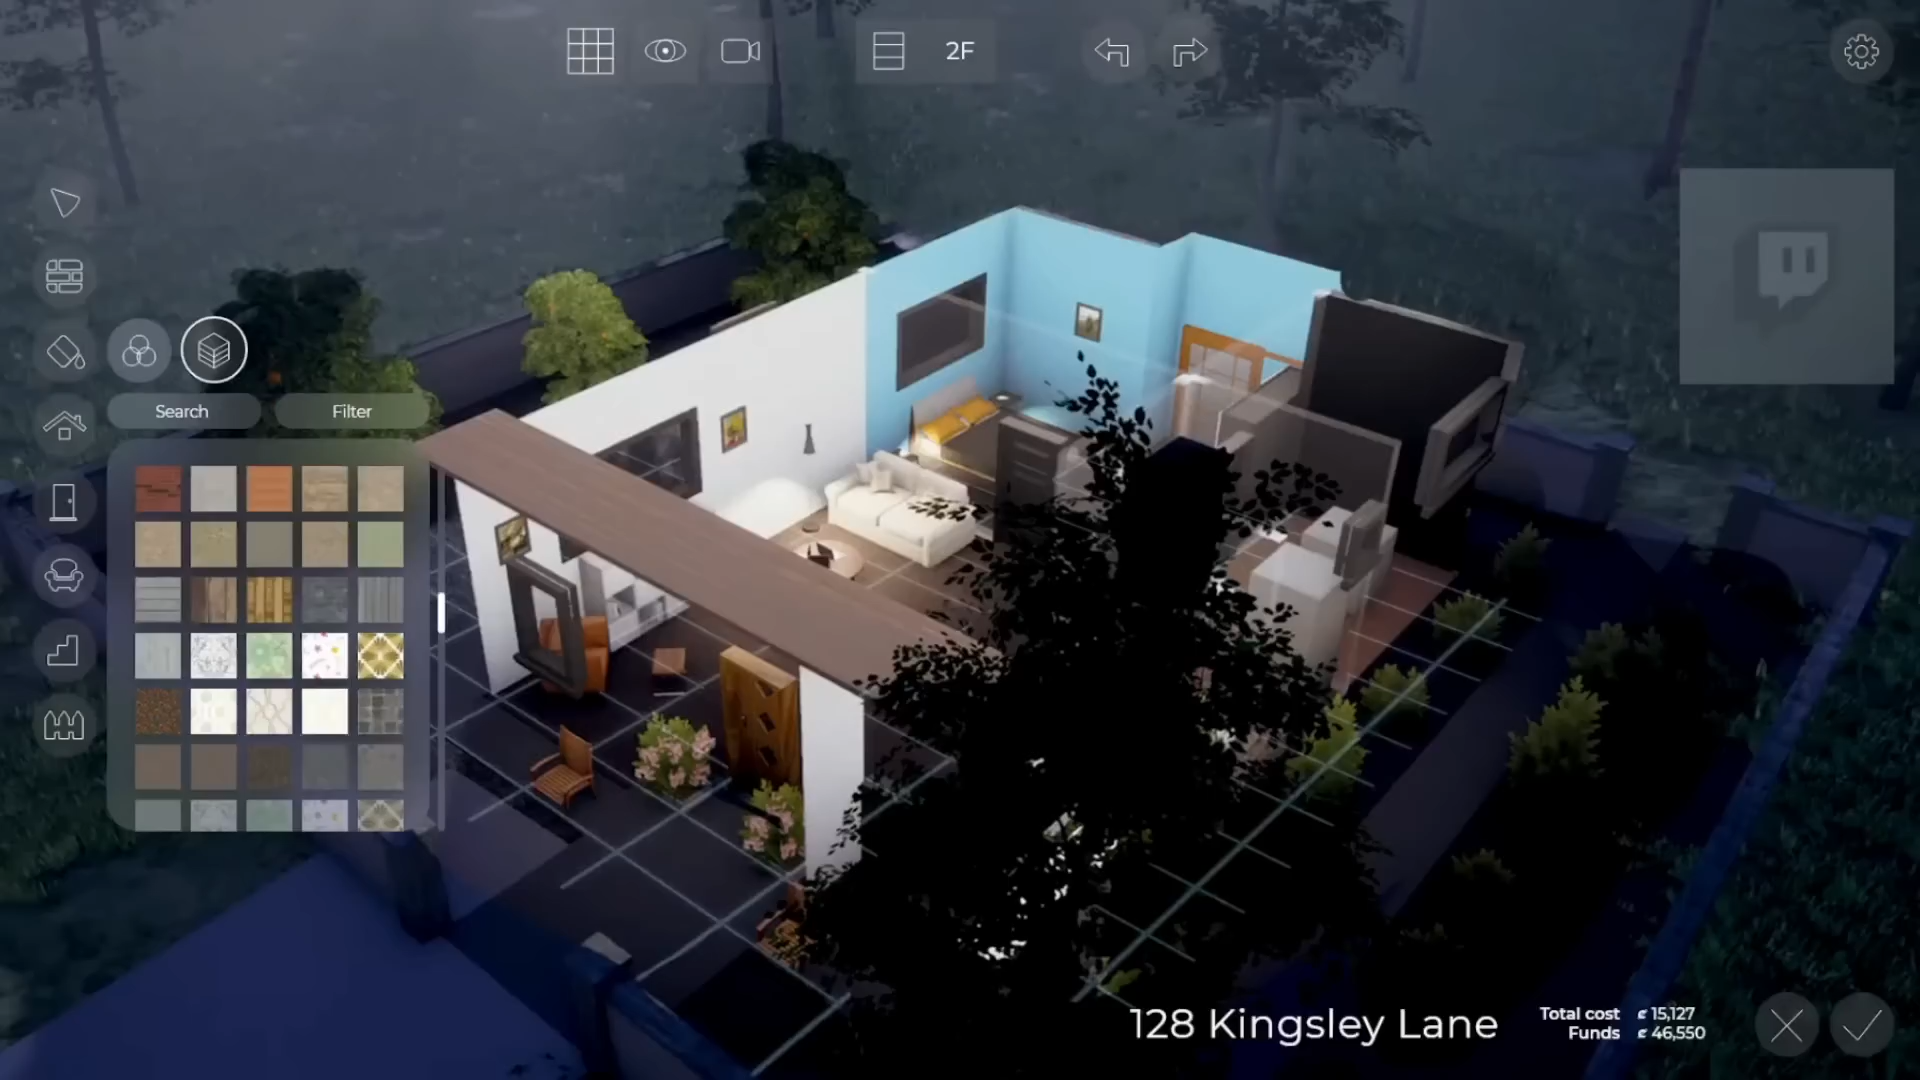 2F
Search
Filter
128 Kingsley Lane
Total cost ¢ 15,127
Funds ¢ 46,550